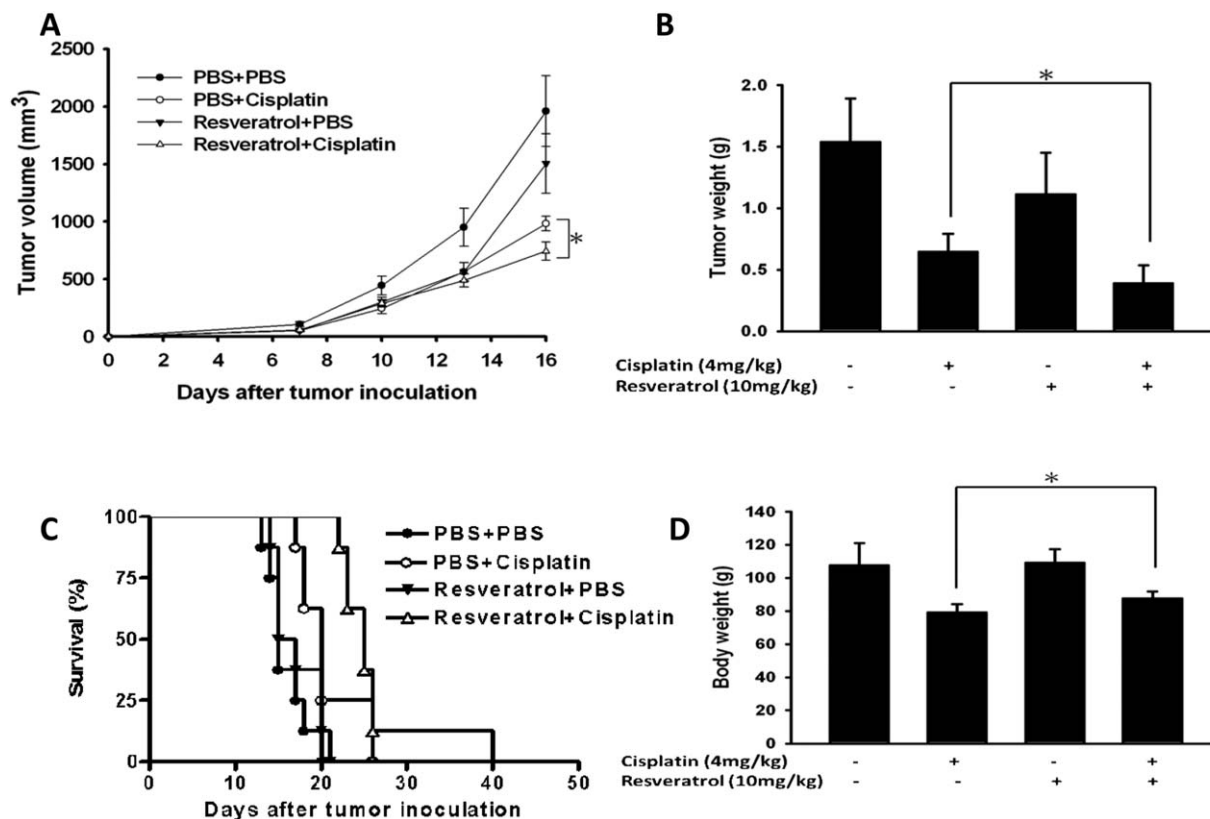 A
Tumor volume (mm3)
2500
2000
1500
1000
500
0
PBS+PBS
PBS+Cisplatin
Resveratrol+PBS
Resveratrol+Cisplatin
*
0 2 4 6 8 10 12 14 16
Days after tumor inoculation
B
Tumor weight (g)
2.0
1.5
1.0
0.5
0.0
*
Cisplatin (4mg/kg) - + - +
Resveratrol (10mg/kg) - - + +
C
Survival (%)
100
75
50
25
0
PBS+PBS
PBS+Cisplatin
Resveratrol+PBS
Resveratrol+Cisplatin
0 10 20 30 40 50
Days after tumor inoculation
D
Body weight (g)
140
120
100
80
60
40
20
0
*
Cisplatin (4mg/kg) - + - +
Resveratrol (10mg/kg) - - + +